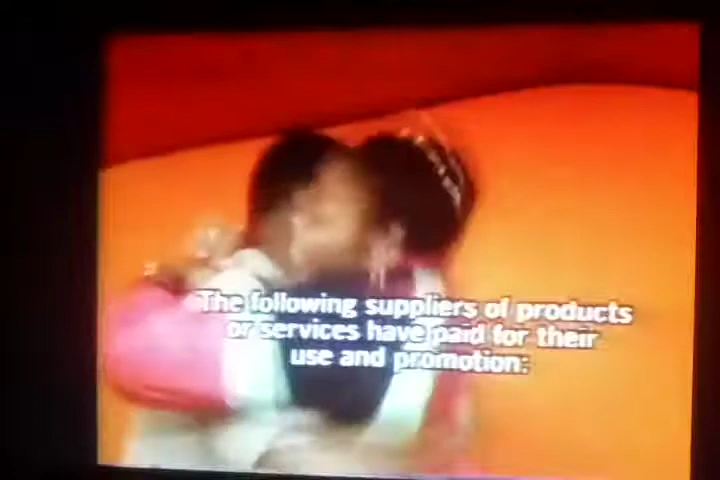 The following suppliers of products
or services have paid for their
use and promotion: